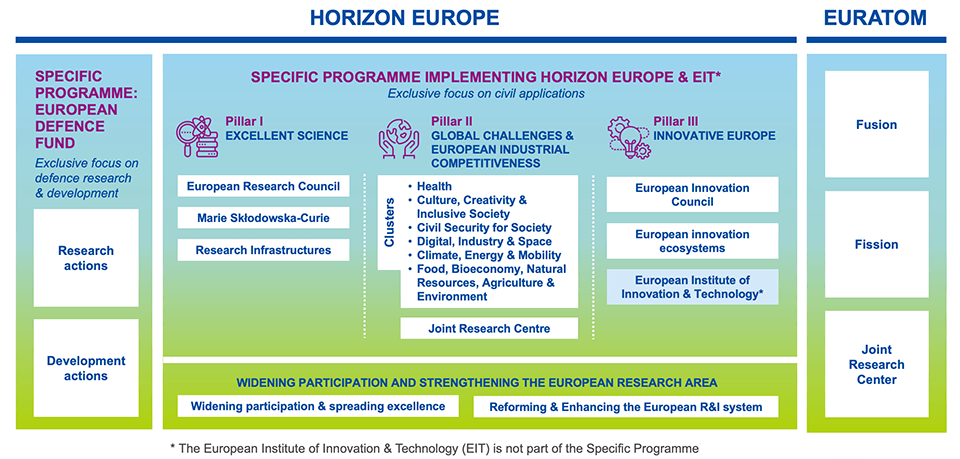 HORIZON EUROPE
EURATOM
SPECIFIC
PROGRAMME:
EUROPEAN
DEFENCE
FUND
Exclusive focus on
defence research
& development
Research
actions
Development
actions
SPECIFIC PROGRAMME IMPLEMENTING HORIZON EUROPE & EIT*
Exclusive focus on civil applications
Pillar I
EXCELLENT SCIENCE
European Research Council
Marie Skłodowska-Curie
Research Infrastructures
Pillar II
GLOBAL CHALLENGES &
EUROPEAN INDUSTRIAL
COMPETITIVENESS
Clusters
• Health
• Culture, Creativity &
Inclusive Society
• Civil Security for Society
• Digital, Industry & Space
• Climate, Energy & Mobility
• Food, Bioeconomy, Natural
Resources, Agriculture &
Environment
Joint Research Centre
Pillar III
INNOVATIVE EUROPE
European Innovation
Council
European innovation
ecosystems
European Institute of
Innovation & Technology*
WIDENING PARTICIPATION AND STRENGTHENING THE EUROPEAN RESEARCH AREA
Widening participation & spreading excellence
Reforming & Enhancing the European R&I system
Fusion
Fission
Joint
Research
Center
* The European Institute of Innovation & Technology (EIT) is not part of the Specific Programme